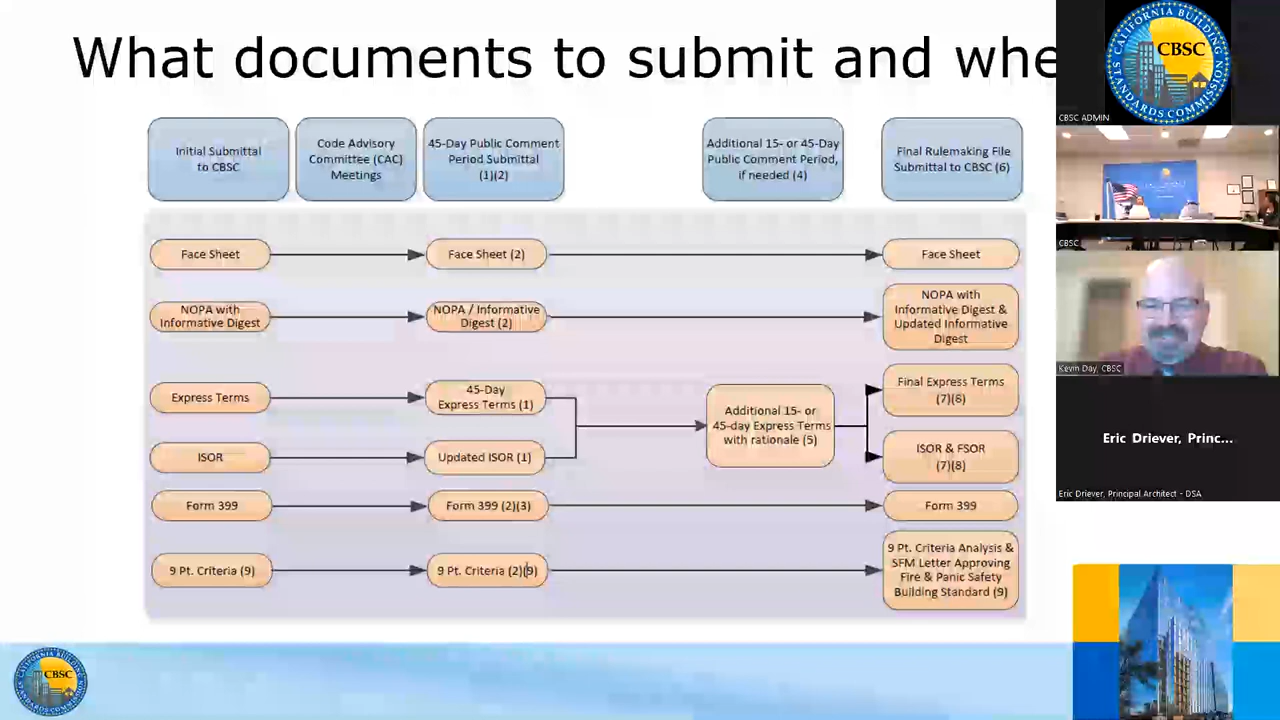 What documents to submit and whe
CALIFORNIA BUILDING
CBSC
STANDARDS COMMISSION
CBSC ADMIN
Initial Submittal
to CBSC
Code Advisory
Committee (CAC)
Meetings
45-Day Public Comment
Period Submittal
(1)(2)
Additional 15- or 45-Day
Public Comment Period,
if needed (4)
Final Rulemaking File
Submittal to CBSC (6)
CBSC
Face Sheet
Face Sheet (2)
Face Sheet
NOPA with
Informative Digest
NOPA / Informative
Digest (2)
NOPA with
Informative Digest &
Updated Informative
Digest
Kevin Day, CBSC
Express Terms
45-Day
Express Terms (1)
Additional 15- or
45-day Express Terms
with rationale (5)
Final Express Terms
(7)(8)
ISOR
Updated ISOR (1)
ISOR & FSOR
(7)(8)
Eric Driever, Princ...
Eric Driever, Principal Architect - DSA
Form 399
Form 399 (2)(3)
Form 399
9 Pt. Criteria (9)
9 Pt. Criteria (2)(9)
9 Pt. Criteria Analysis &
SFM Letter Approving
Fire & Panic Safety
Building Standard (9)
CBSC